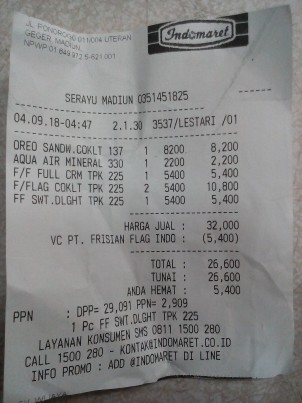 JL. PONOROGO 01/0004 UTERAN
GEGER, MADIUN,
NPWP 01.649.912.5-821.001
Indomaret
SERAYU MADIUN 0351451825
04.09.18-04:47 2.1.30 3537/LESTARI /01
OREO SANDW.COKLT 137 1 8200 8,200
AQUA AIR MINERAL 330 1 2200 2,200
F/F FULL CRM TPK 225 1 5400 5,400
F/FLAG COKLT TPK 225 2 5400 10,800
FF SWT.DLGHT TPK 225 1 5400 5,400
HARGA JUAL : 32,000
VC PT. FRISIAN FLAG INDO : (5,400)
TOTAL : 26,600
TUNAI : 26,600
ANDA HEMAT : 5,400
PPN : DPP= 29,091 PPN= 2,909
1 Pc FF SWT.DLGHT TPK 225
LAYANAN KONSUMEN SMS 0811 1500 280
CALL 1500 280 - KONTAK@INDOMARET.CO.ID
INFO PROMO : ADD @INDOMARET DI LINE